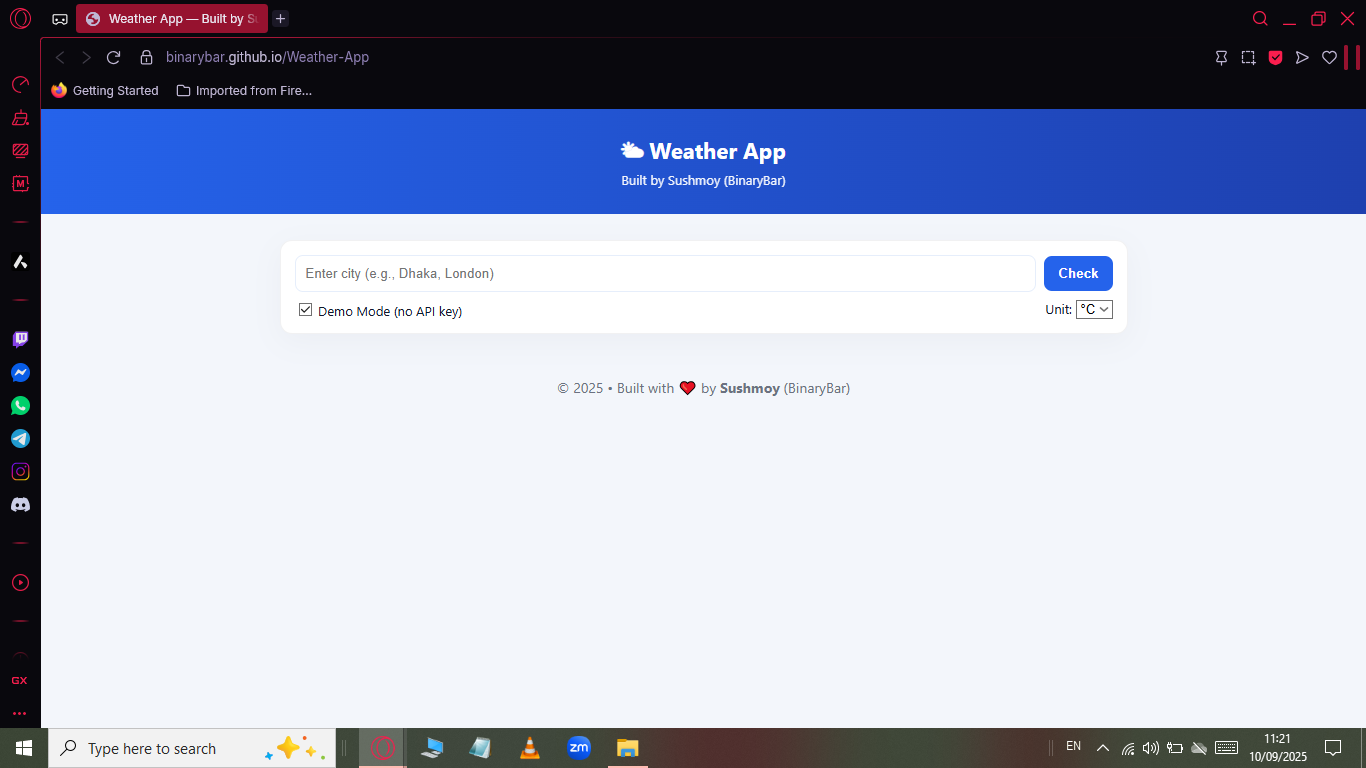 Weather App — Built by S
binarybar.github.io/Weather-App
Getting Started
Imported from Fire...
Weather App
Built by Sushmoy (BinaryBar)
Enter city (e.g., Dhaka, London)
Check
Demo Mode (no API key)
Unit: °C
© 2025 • Built with ❤️ by Sushmoy (BinaryBar)
M
GX
Type here to search
zm
EN
11:21
10/09/2025